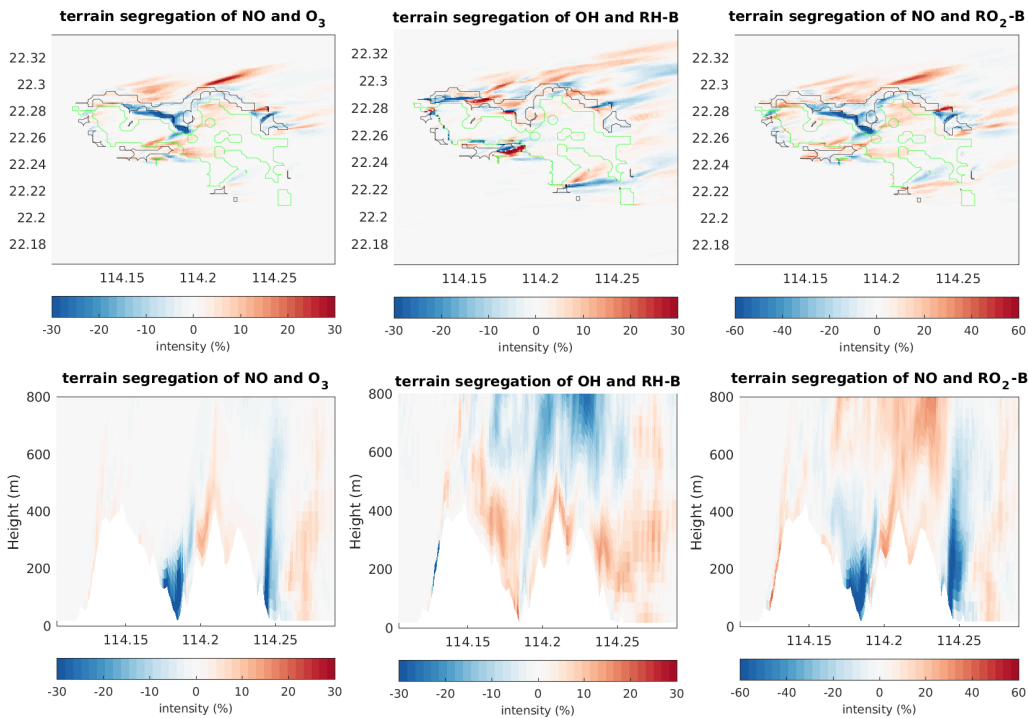 terrain segregation of NO and O3
terrain segregation of OH and RH-B
terrain segregation of NO and RO2-B
22.32
22.3
22.28
22.26
22.24
22.22
22.2
22.18
114.15 114.2 114.25
-30 -20 -10 0 10 20 30
intensity (%)
22.32
22.3
22.28
22.26
22.24
22.22
22.2
22.18
114.15 114.2 114.25
-30 -20 -10 0 10 20 30
intensity (%)
22.32
22.3
22.28
22.26
22.24
22.22
22.2
22.18
114.15 114.2 114.25
-60 -40 -20 0 20 40 60
intensity (%)
terrain segregation of NO and O3
terrain segregation of OH and RH-B
terrain segregation of NO and RO2-B
Height (m)
800
600
400
200
0
114.15 114.2 114.25
-30 -20 -10 0 10 20 30
intensity (%)
Height (m)
800
600
400
200
0
114.15 114.2 114.25
-30 -20 -10 0 10 20 30
intensity (%)
Height (m)
800
600
400
200
0
114.15 114.2 114.25
-60 -40 -20 0 20 40 60
intensity (%)